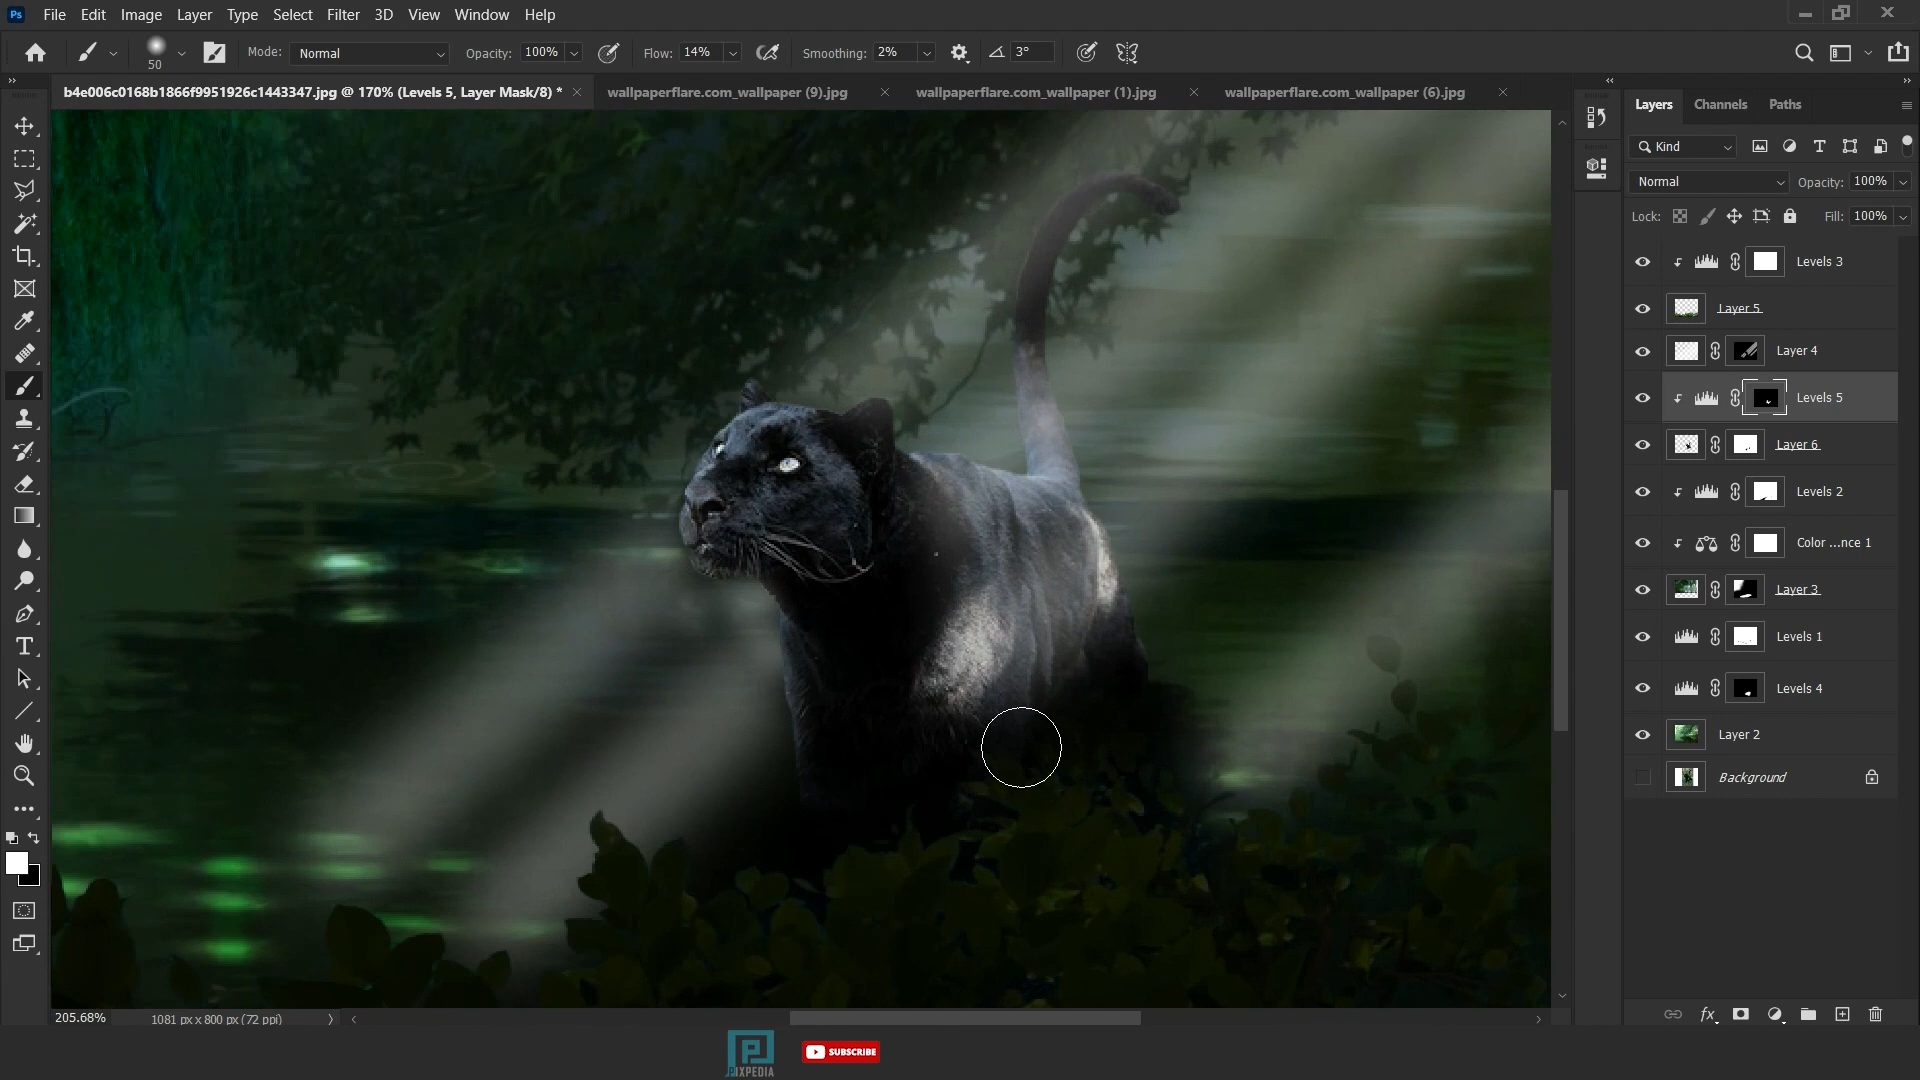 Ps File Edit Image Layer Type Select Filter 3D View Window Help
50 Mode: Normal Opacity: 100% Flow: 14% Smoothing: 2% 3°
b4e006c0168b1866f9951926c1443347.jpg @ 170% (Levels 5, Layer Mask/8) *
wallpaperflare.com_wallpaper (9).jpg
wallpaperflare.com_wallpaper (1).jpg
wallpaperflare.com_wallpaper (6).jpg
Layers Channels Paths
Kind
Normal Opacity: 100%
Lock: Fill: 100%
Levels 3
Layer 5
Layer 4
Levels 5
Layer 6
Levels 2
Color ...nce 1
Layer 3
Levels 1
Levels 4
Layer 2
Background
fx
205.68% 1081 px x 800 px (72 ppi)
PIXPEDIA
SUBSCRIBE